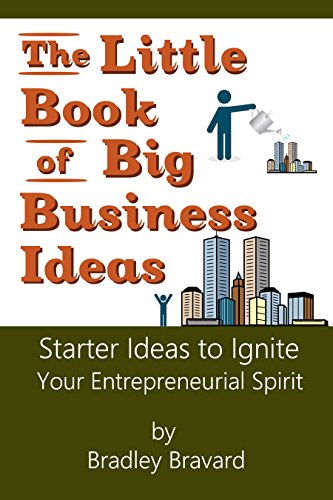 The Little
Book
of Big
Business
Ideas
Starter Ideas to Ignite
Your Entrepreneurial Spirit
by
Bradley Bravard